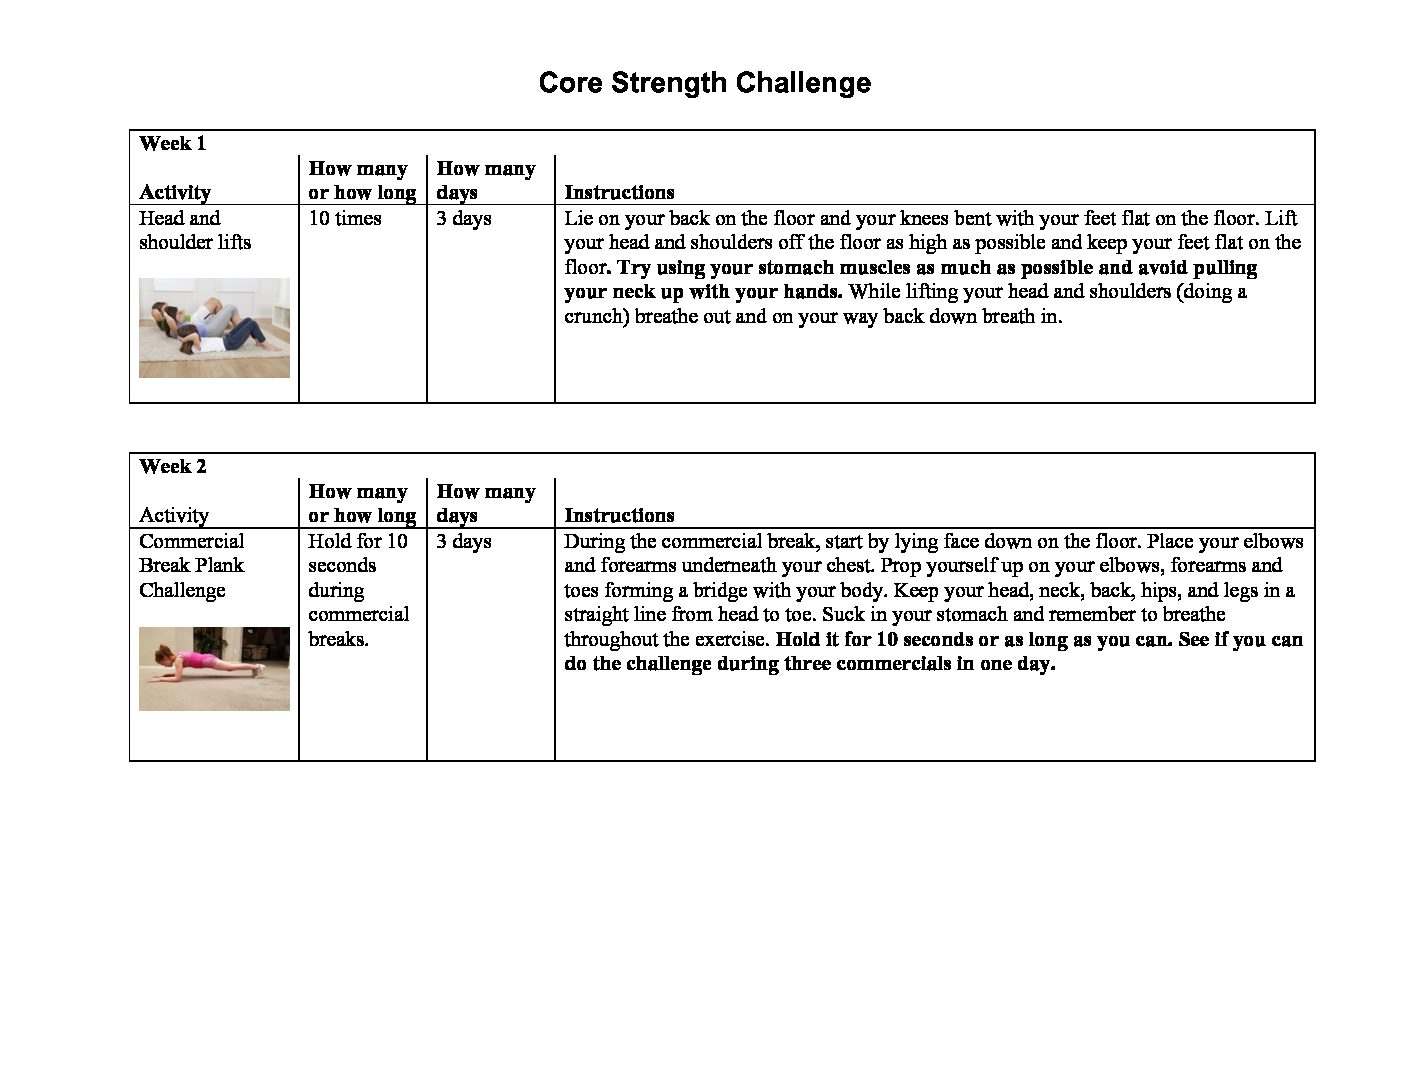 Core Strength Challenge
Week 1
Activity
How many
or how long
How many
days
Instructions
Head and
shoulder lifts
10 times
3 days
Lie on your back on the floor and your knees bent with your feet flat on the floor. Lift
your head and shoulders off the floor as high as possible and keep your feet flat on the
floor. Try using your stomach muscles as much as possible and avoid pulling
your neck up with your hands. While lifting your head and shoulders (doing a
crunch) breathe out and on your way back down breath in.
Week 2
Activity
How many
or how long
How many
days
Instructions
Commercial
Break Plank
Challenge
Hold for 10
seconds
during
commercial
breaks.
3 days
During the commercial break, start by lying face down on the floor. Place your elbows
and forearms underneath your chest. Prop yourself up on your elbows, forearms and
toes forming a bridge with your body. Keep your head, neck, back, hips, and legs in a
straight line from head to toe. Suck in your stomach and remember to breathe
throughout the exercise. Hold it for 10 seconds or as long as you can. See if you can
do the challenge during three commercials in one day.